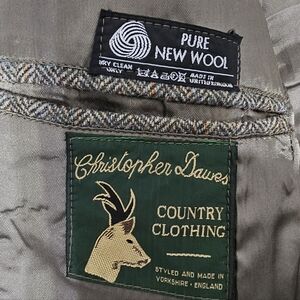 PURE
NEW WOOL
DRY CLEAN
ONLY
MADE IN
UNITED KINGDOM
Christopher Dawes
COUNTRY
CLOTHING
STYLED AND MADE IN
YORKSHIRE · ENGLAND